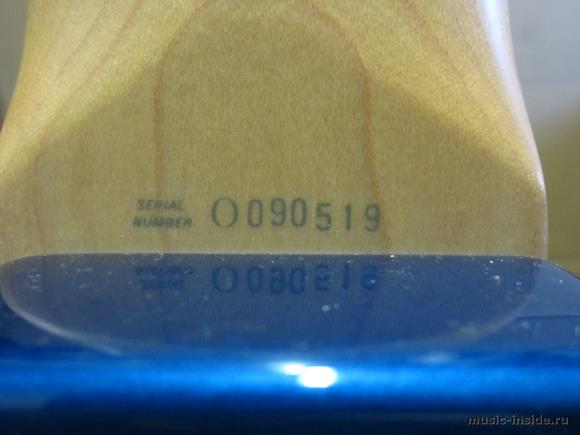 SERIAL
NUMBER O090519
music-inside.ru